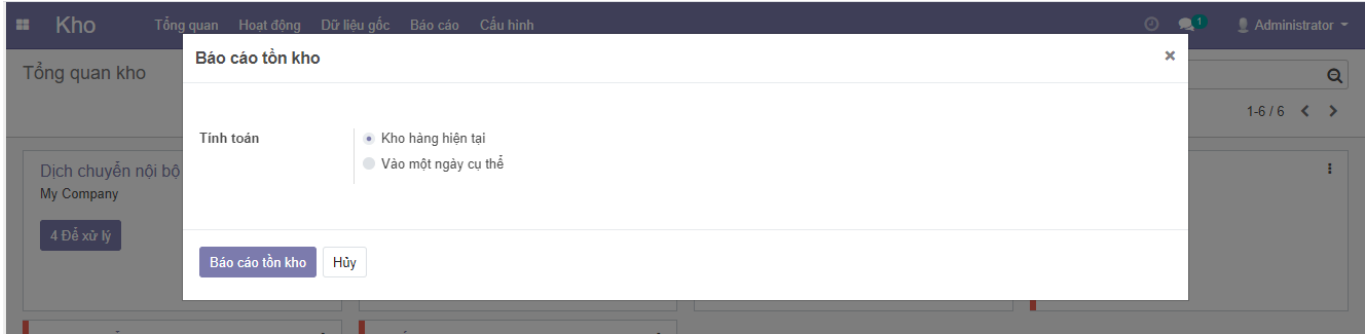 Kho Tổng quan Hoạt động Dữ liệu gốc Báo cáo Cấu hình 1 Administrator
Báo cáo tồn kho ×
Tổng quan kho
1-6 / 6
Tính toán
Kho hàng hiện tại
Vào một ngày cụ thể
Dịch chuyển nội bộ
My Company
4 Để xử lý
Báo cáo tồn kho Hủy